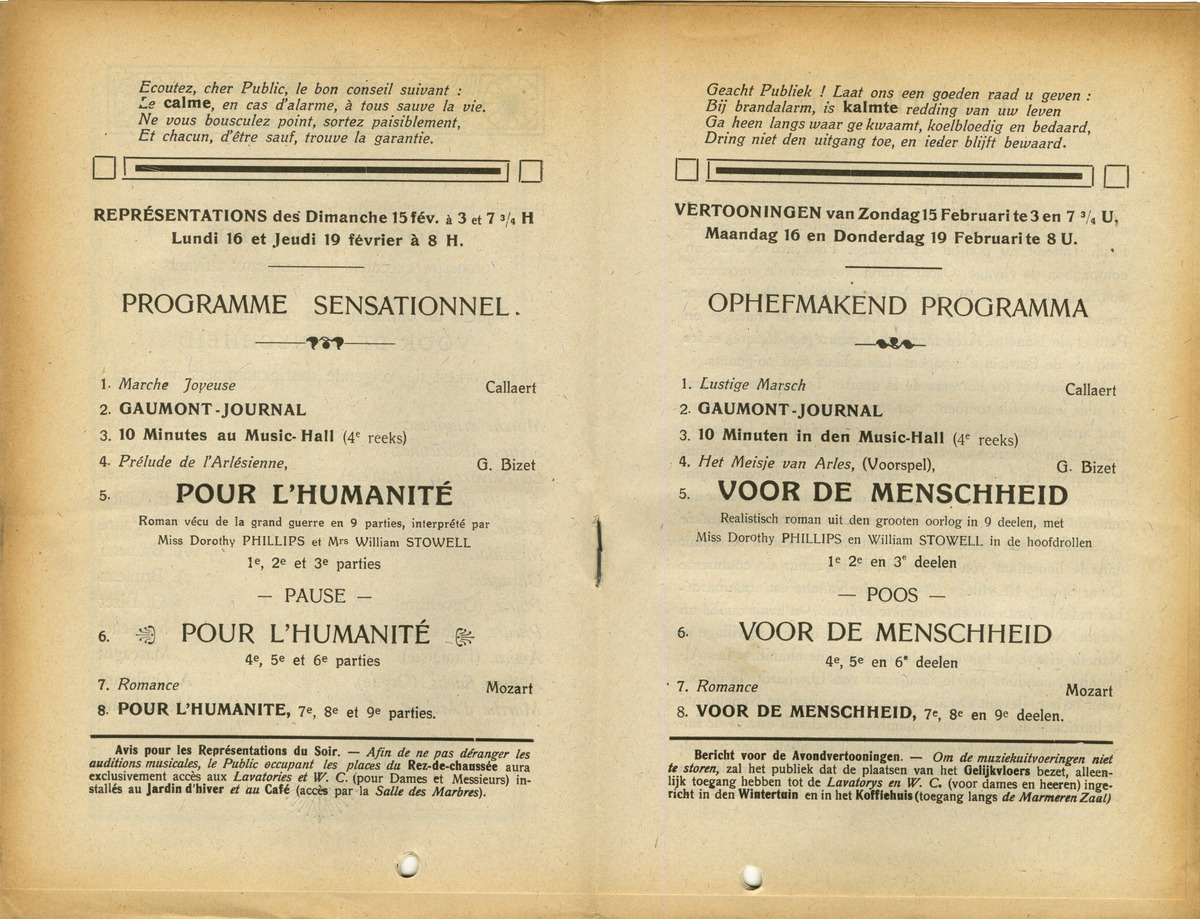 Ecoutez, cher Public, le bon conseil suivant :
Le calme, en cas d'alarme, à tous sauve la vie.
Ne vous bousculez point, sortez paisiblement,
Et chacun, d'être sauf, trouve la garantie.
REPRÉSENTATIONS des Dimanche 15 fév. à 3 et 7 3/4 H
Lundi 16 et Jeudi 19 février à 8 H.
PROGRAMME SENSATIONNEL.
1. Marche Joyeuse Callaert
2. GAUMONT-JOURNAL
3. 10 Minutes au Music-Hall (4e reeks)
4. Prélude de l'Arlésienne, G. Bizet
5. POUR L'HUMANITÉ
Roman vécu de la grand guerre en 9 parties, interprété par
Miss Dorothy PHILLIPS et Mrs William STOWELL
1e, 2e et 3e parties
— PAUSE —
6. POUR L'HUMANITÉ
4e, 5e et 6e parties
7. Romance Mozart
8. POUR L'HUMANITE, 7e, 8e et 9e parties.
Avis pour les Représentations du Soir. — Afin de ne pas déranger les
auditions musicales, le Public occupant les places du Rez-de-chaussée aura
exclusivement accès aux Lavatories et W. C. (pour Dames et Messieurs) in-
stallés au Jardin d'hiver et au Café (accès par la Salle des Marbres).
Geacht Publiek ! Laat ons een goeden raad u geven :
Bij brandalarm, is kalmte redding van uw leven
Ga heen langs waar ge kwaamt, koelbloedig en bedaard,
Dring niet den uitgang toe, en ieder blijft bewaard.
VERTOONINGEN van Zondag 15 Februari te 3 en 7 3/4 U,
Maandag 16 en Donderdag 19 Februari te 8 U.
OPHEFMAKEND PROGRAMMA
1. Lustige Marsch Callaert
2. GAUMONT-JOURNAL
3. 10 Minuten in den Music-Hall (4e reeks)
4. Het Meisje van Arles, (Voorspel), G. Bizet
5. VOOR DE MENSCHHEID
Realistisch roman uit den grooten oorlog in 9 deelen, met
Miss Dorothy PHILLIPS en William STOWELL in de hoofdrollen
1e 2e en 3e deelen
— POOS —
6. VOOR DE MENSCHHEID
4e, 5e en 6e deelen
7. Romance Mozart
8. VOOR DE MENSCHHEID, 7e, 8e en 9e deelen.
Bericht voor de Avondvertooningen. — Om de muziekuitvoeringen niet
te storen, zal het publiek dat de plaatsen van het Gelijkvloers bezet, alleen-
lijk toegang hebben tot de Lavatorys en W. C. (voor dames en heeren) inge-
richt in den Wintertuin en in het Koffiehuis (toegang langs de Marmeren Zaal)